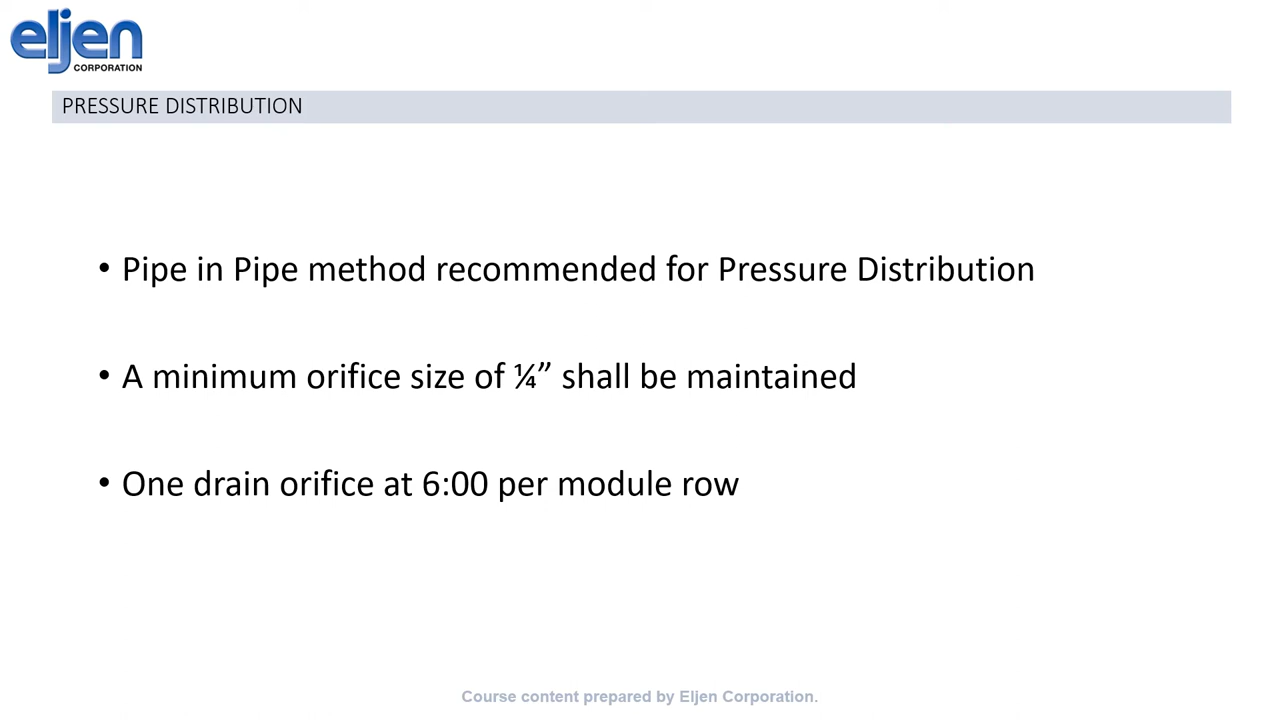 eljen
CORPORATION
PRESSURE DISTRIBUTION
• Pipe in Pipe method recommended for Pressure Distribution
• A minimum orifice size of ¼” shall be maintained
• One drain orifice at 6:00 per module row
Course content prepared by Eljen Corporation.